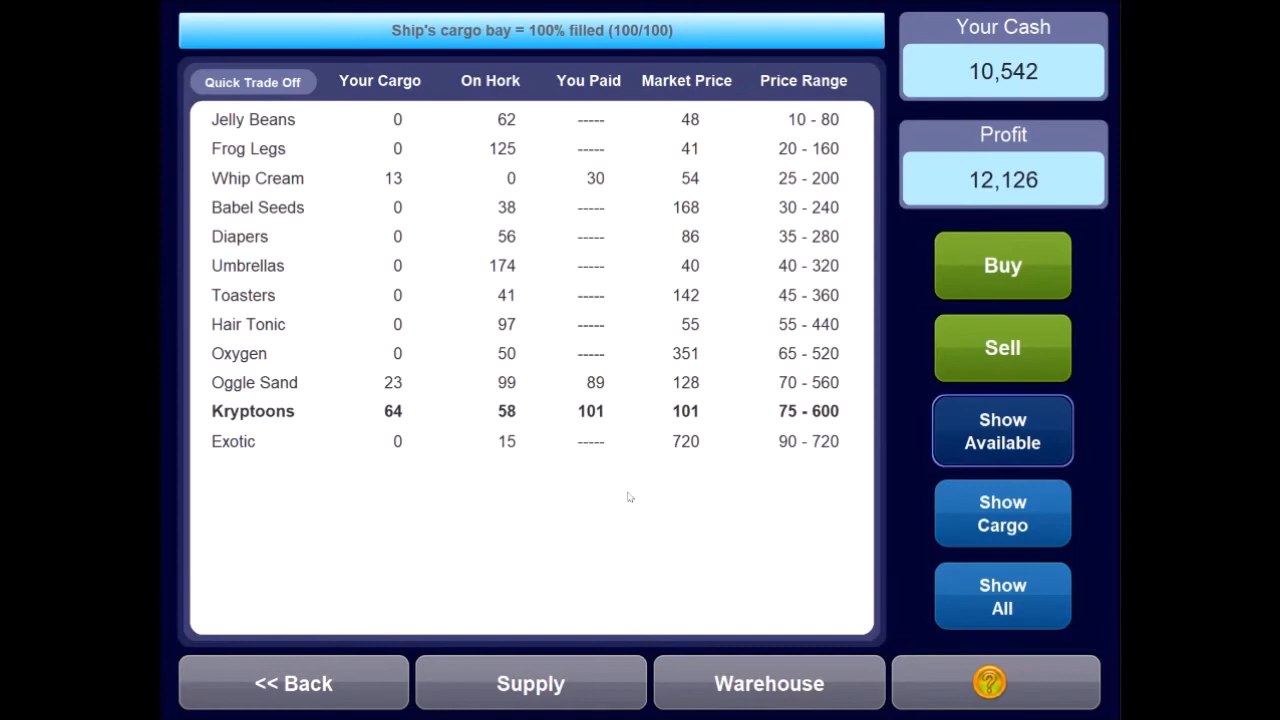 Ship's cargo bay = 100% filled (100/100)
Your Cash
10,542
Profit
12,126
Quick Trade Off Your Cargo On Hork You Paid Market Price Price Range
Jelly Beans 0 62 ----- 48 10 - 80
Frog Legs 0 125 ----- 41 20 - 160
Whip Cream 13 0 30 54 25 - 200
Babel Seeds 0 38 ----- 168 30 - 240
Diapers 0 56 ----- 86 35 - 280
Umbrellas 0 174 ----- 40 40 - 320
Toasters 0 41 ----- 142 45 - 360
Hair Tonic 0 97 ----- 55 55 - 440
Oxygen 0 50 ----- 351 65 - 520
Oggle Sand 23 99 89 128 70 - 560
Kryptoons 64 58 101 101 75 - 600
Exotic 0 15 ----- 720 90 - 720
Buy
Sell
Show
Available
Show
Cargo
Show
All
<< Back Supply Warehouse ?